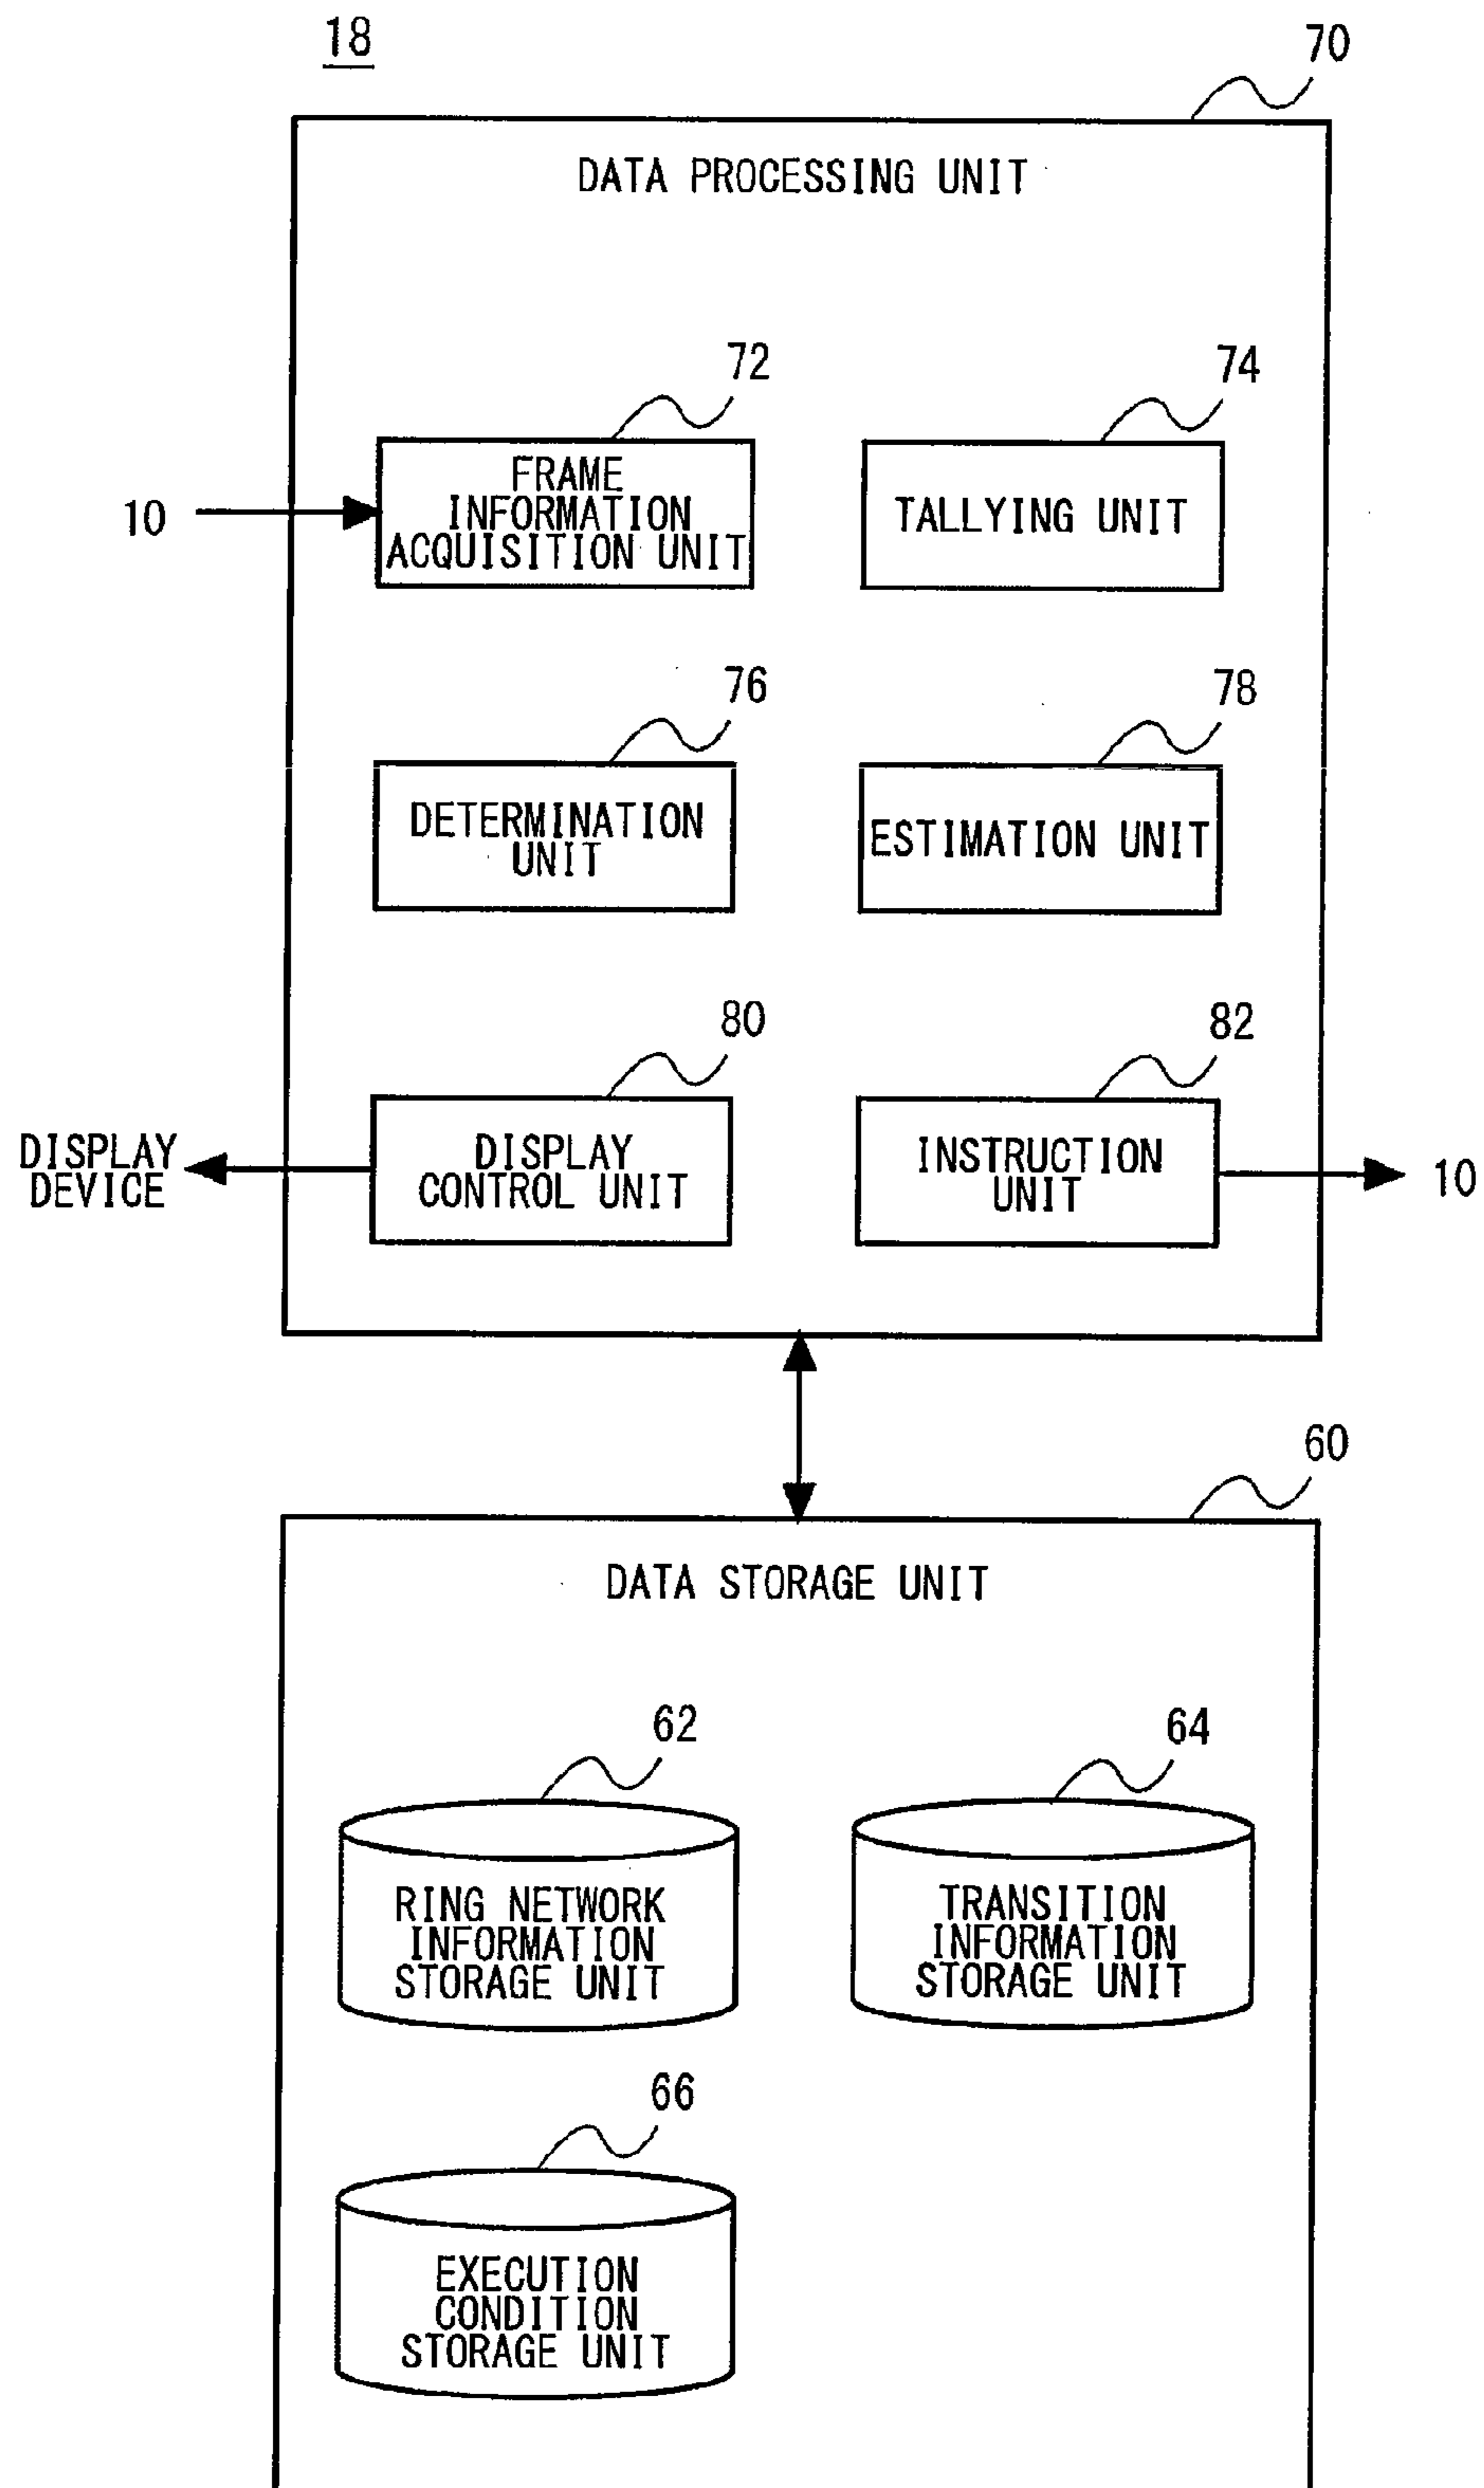 18
70
DATA PROCESSING UNIT
72
74
10
FRAME
INFORMATION
ACQUISITION UNIT
TALLYING UNIT
76
78
DETERMINATION
UNIT
ESTIMATION UNIT
80
82
DISPLAY
DEVICE
DISPLAY
CONTROL UNIT
INSTRUCTION
UNIT
10
60
DATA STORAGE UNIT
62
64
RING NETWORK
INFORMATION
STORAGE UNIT
TRANSITION
INFORMATION
STORAGE UNIT
66
EXECUTION
CONDITION
STORAGE UNIT